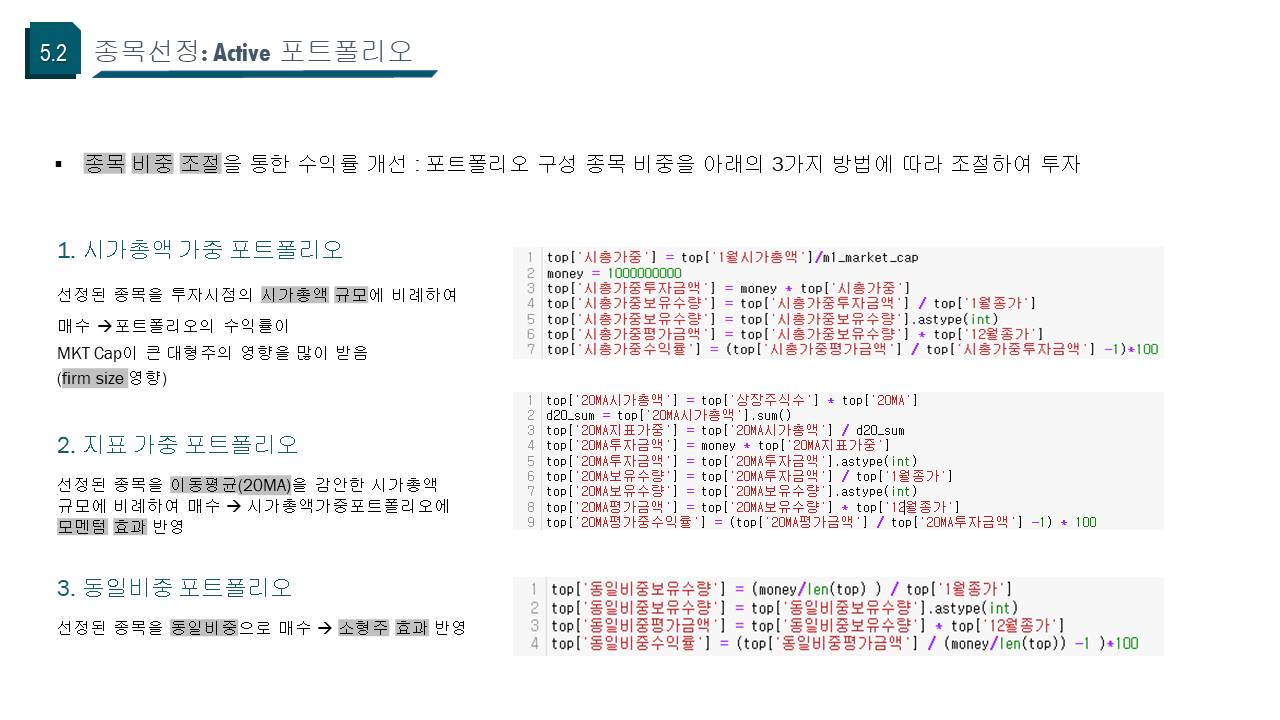 5.2 종목선정: Active 포트폴리오
▪ 종목 비중 조절을 통한 수익률 개선 : 포트폴리오 구성 종목 비중을 아래의 3가지 방법에 따라 조절하여 투자
1. 시가총액 가중 포트폴리오
선정된 종목을 투자시점의 시가총액 규모에 비례하여
매수 →포트폴리오의 수익률이
MKT Cap이 큰 대형주의 영향을 많이 받음
(firm size 영향)
1 top['시총가중'] = top['1월시가총액']/m1_market_cap
2 money = 1000000000
3 top['시총가중투자금액'] = money * top['시총가중']
4 top['시총가중보유수량'] = top['시총가중투자금액'] / top['1월종가']
5 top['시총가중보유수량'] = top['시총가중보유수량'].astype(int)
6 top['시총가중평가금액'] = top['시총가중보유수량'] * top['12월종가']
7 top['시총가중수익률'] = (top['시총가중평가금액'] / top['시총가중투자금액'] -1)*100
2. 지표 가중 포트폴리오
선정된 종목을 이동평균(20MA)을 감안한 시가총액
규모에 비례하여 매수 → 시가총액가중포트폴리오에
모멘텀 효과 반영
1 top['20MA시가총액'] = top['상장주식수'] * top['20MA']
2 d20_sum = top['20MA시가총액'].sum()
3 top['20MA지표가중'] = top['20MA시가총액'] / d20_sum
4 top['20MA투자금액'] = money * top['20MA지표가중']
5 top['20MA투자금액'] = top['20MA투자금액'].astype(int)
6 top['20MA보유수량'] = top['20MA투자금액'] / top['1월종가']
7 top['20MA보유수량'] = top['20MA보유수량'].astype(int)
8 top['20MA평가금액'] = top['20MA보유수량'] * top['12월종가']
9 top['20MA평가중수익률'] = (top['20MA평가금액'] / top['20MA투자금액'] -1) * 100
3. 동일비중 포트폴리오
선정된 종목을 동일비중으로 매수 → 소형주 효과 반영
1 top['동일비중보유수량'] = (money/len(top) ) / top['1월종가']
2 top['동일비중보유수량'] = top['동일비중보유수량'].astype(int)
3 top['동일비중평가금액'] = top['동일비중보유수량'] * top['12월종가']
4 top['동일비중수익률'] = (top['동일비중평가금액'] / (money/len(top)) -1 )*100